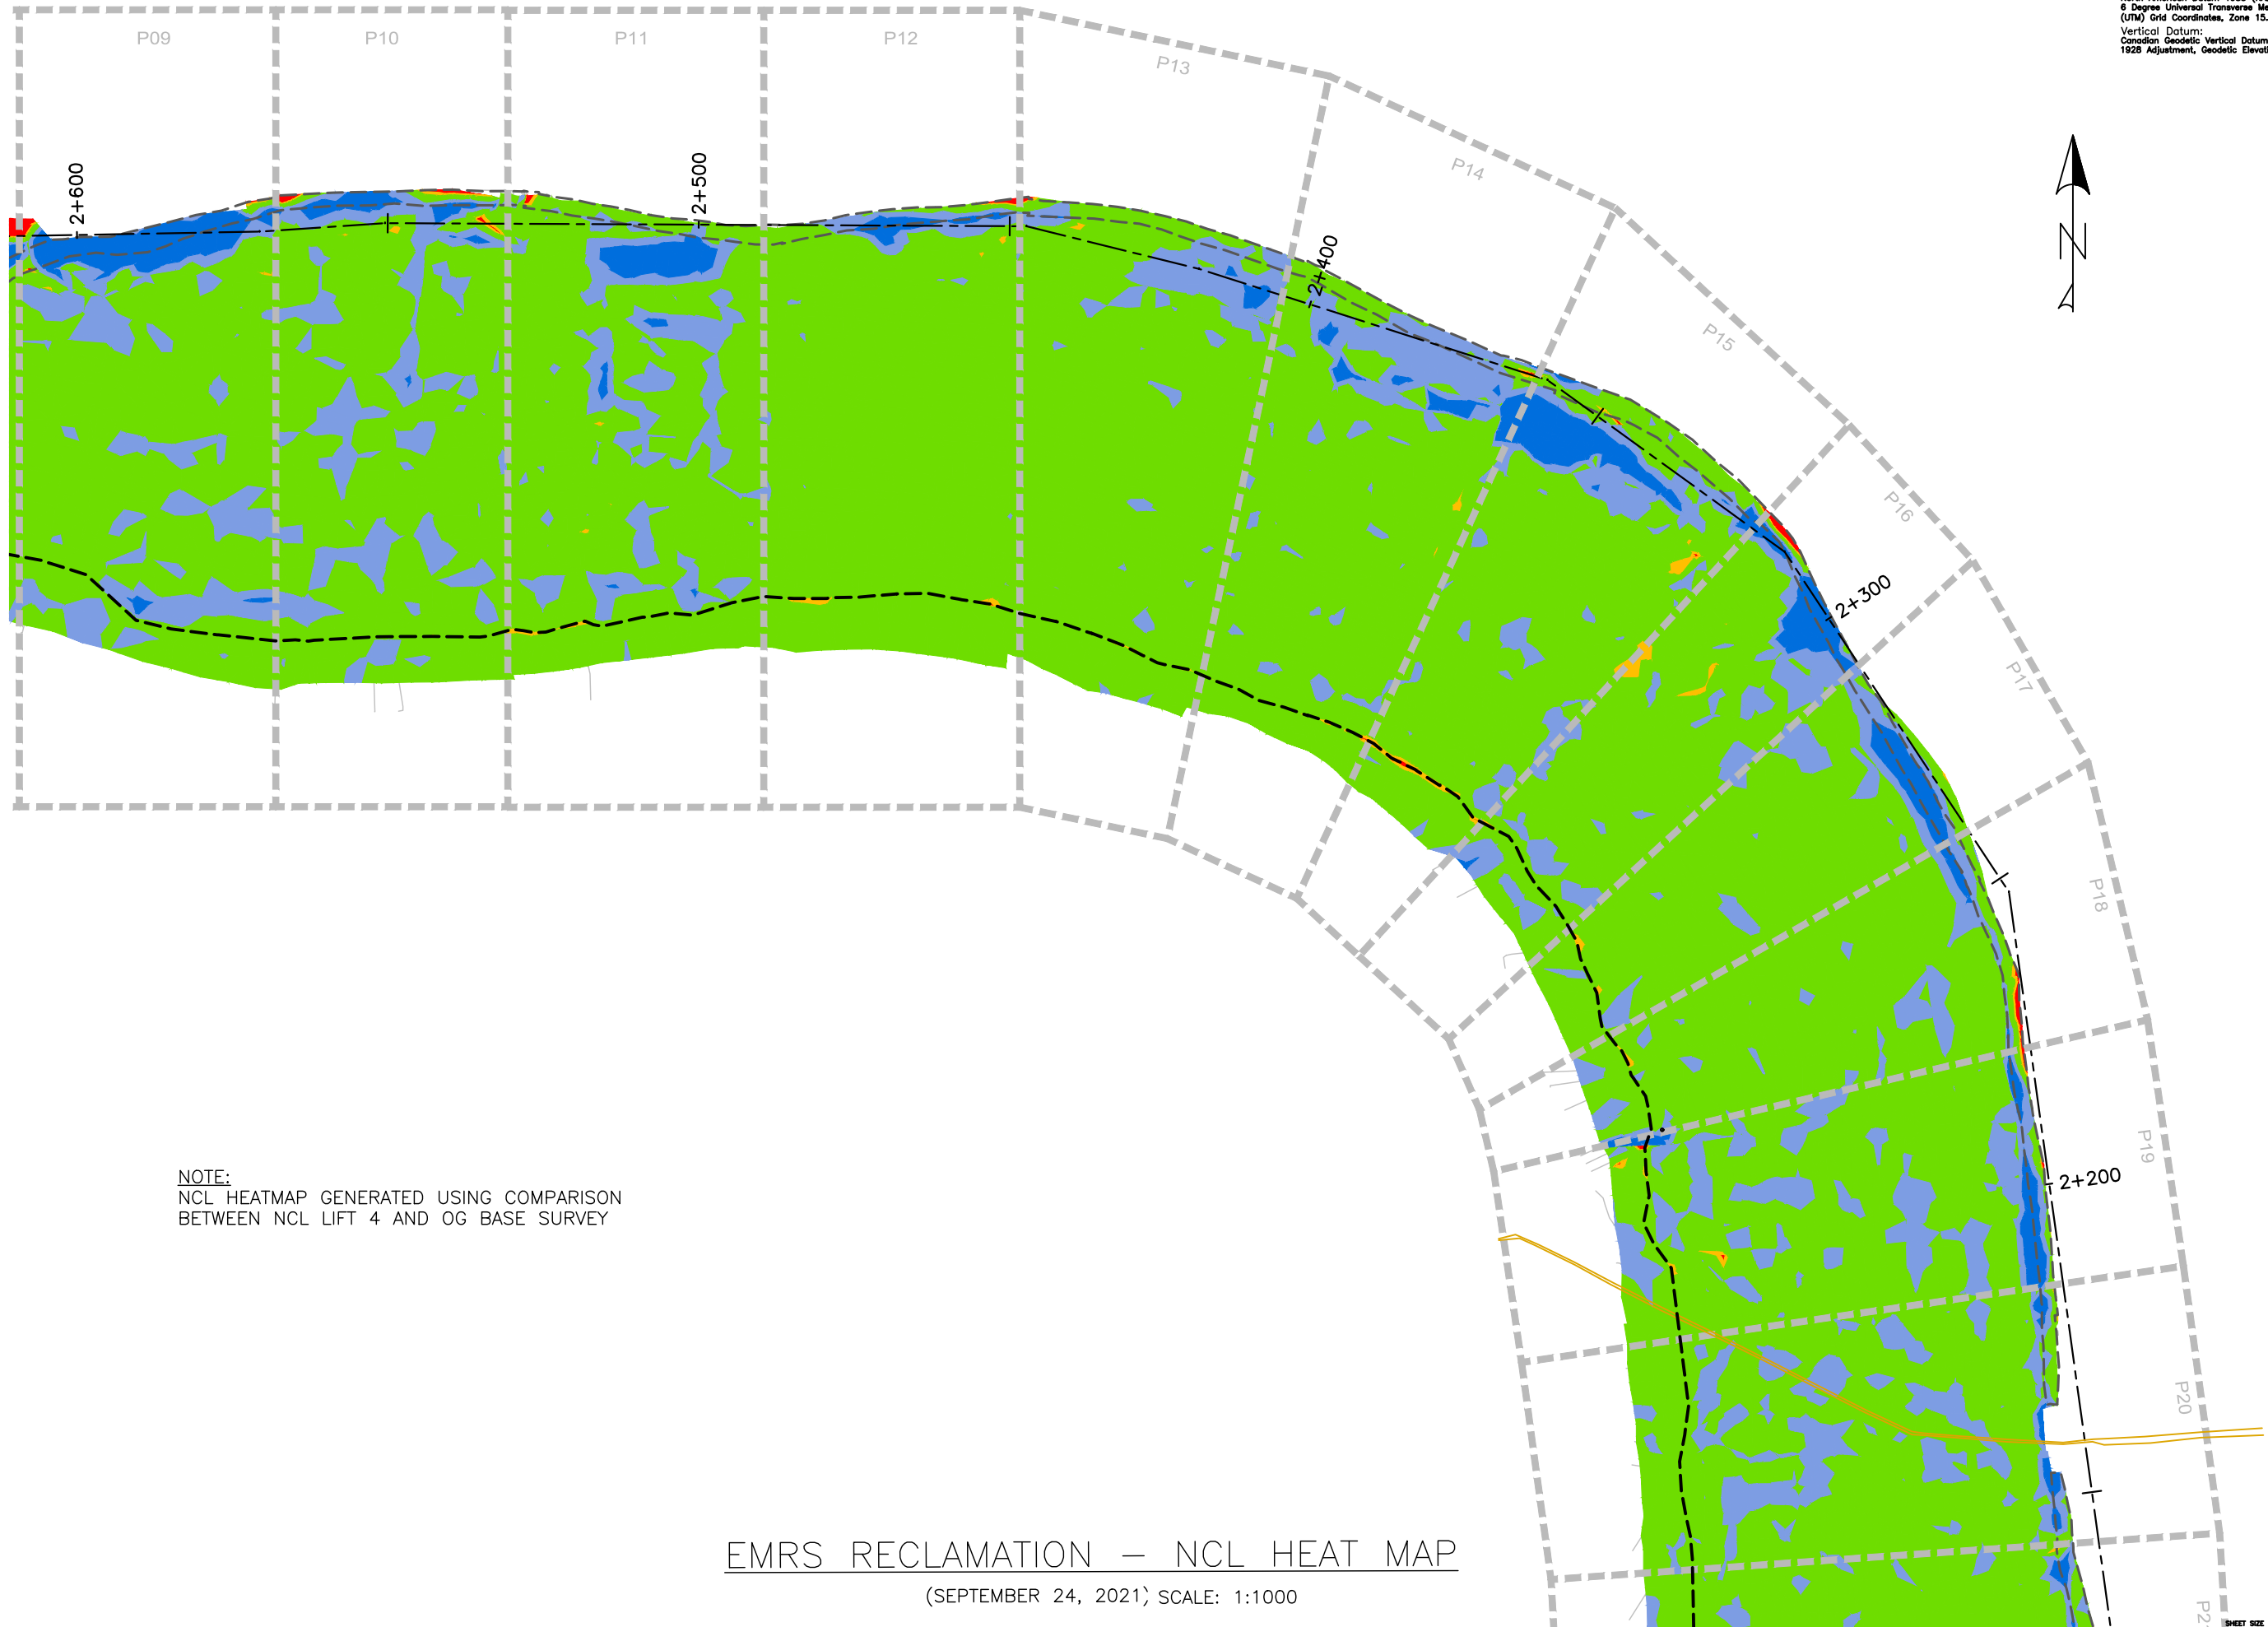 6 Degree Universal Transverse
(UTM) Grid Coordinates, Zone 15.
Vertical Datum:
Canadian Geodetic Vertical Datum
1928 Adjustment, Geodetic
P09
P10
P11
P12
P13
P14
P15
P16
P17
P18
P19
P20
2+600
2+500
2+400
2+300
2+200
N
NOTE:
NCL HEATMAP GENERATED USING COMPARISON
BETWEEN NCL LIFT 4 AND OG BASE SURVEY
EMRS RECLAMATION – NCL HEAT MAP
(SEPTEMBER 24, 2021) SCALE: 1:1000
SHEET SIZE